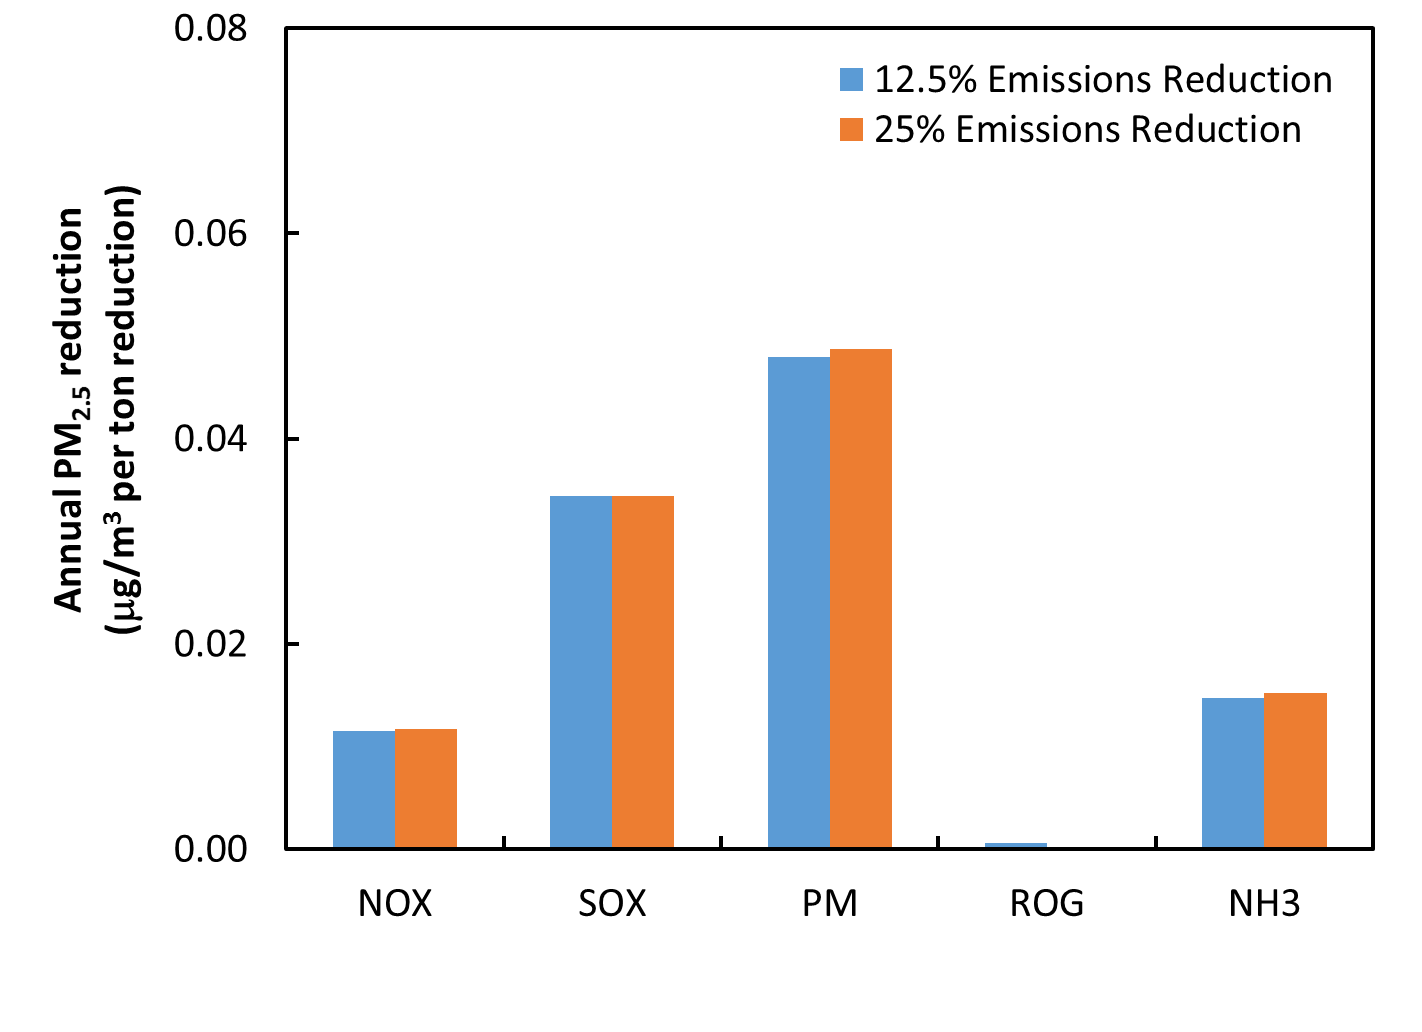 0.08
12.5% Emissions Reduction
25% Emissions Reduction
0.06
0.04
0.02
0.00
Annual PM2.5 reduction
(µg/m³ per ton reduction)
NOX SOX PM ROG NH3